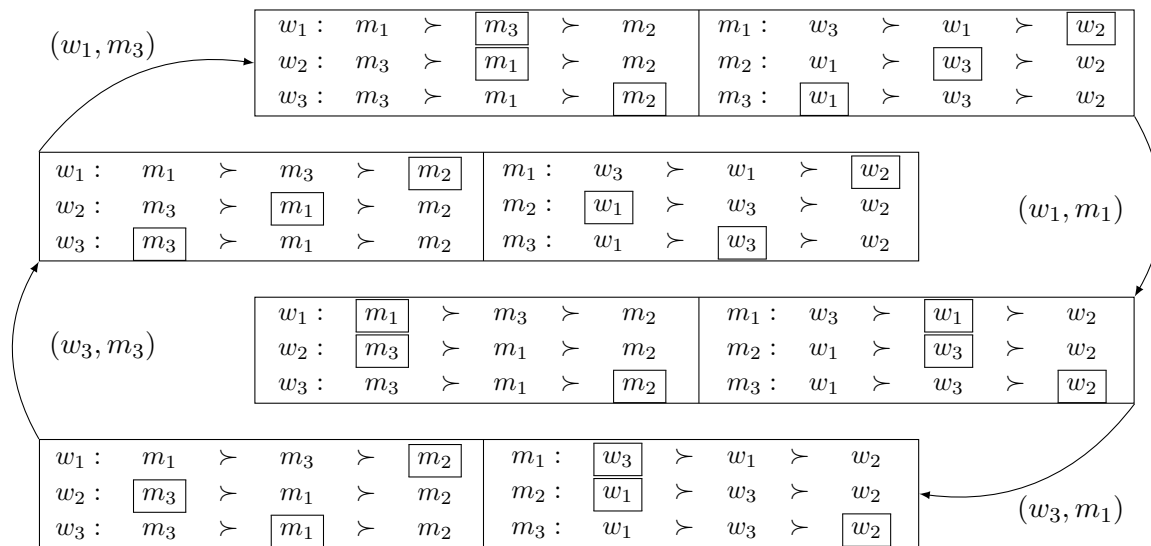 (w₁, m₃)
w₁ : m₁ ≻ m₃ ≻ m₂ m₁ : w₃ ≻ w₁ ≻ w₂
w₂ : m₃ ≻ m₁ ≻ m₂ m₂ : w₁ ≻ w₃ ≻ w₂
w₃ : m₃ ≻ m₁ ≻ m₂ m₃ : w₁ ≻ w₃ ≻ w₂
w₁ : m₁ ≻ m₃ ≻ m₂ m₁ : w₃ ≻ w₁ ≻ w₂
w₂ : m₃ ≻ m₁ ≻ m₂ m₂ : w₁ ≻ w₃ ≻ w₂
w₃ : m₃ ≻ m₁ ≻ m₂ m₃ : w₁ ≻ w₃ ≻ w₂
(w₁, m₁)
(w₃, m₃)
w₁ : m₁ ≻ m₃ ≻ m₂ m₁ : w₃ ≻ w₁ ≻ w₂
w₂ : m₃ ≻ m₁ ≻ m₂ m₂ : w₁ ≻ w₃ ≻ w₂
w₃ : m₃ ≻ m₁ ≻ m₂ m₃ : w₁ ≻ w₃ ≻ w₂
w₁ : m₁ ≻ m₃ ≻ m₂ m₁ : w₃ ≻ w₁ ≻ w₂
w₂ : m₃ ≻ m₁ ≻ m₂ m₂ : w₁ ≻ w₃ ≻ w₂
w₃ : m₃ ≻ m₁ ≻ m₂ m₃ : w₁ ≻ w₃ ≻ w₂
(w₃, m₁)